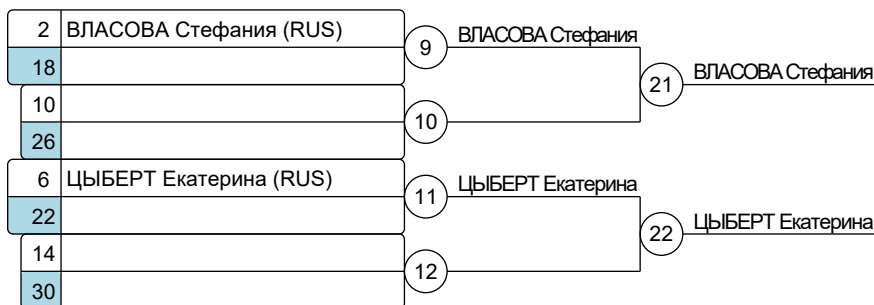 2 ВЛАСОВА Стефания (RUS)
9 ВЛАСОВА Стефания
18
21 ВЛАСОВА Стефания
10
10
26
6 ЦЫБЕРТ Екатерина (RUS)
11 ЦЫБЕРТ Екатерина
22
22 ЦЫБЕРТ Екатерина
14
12
30